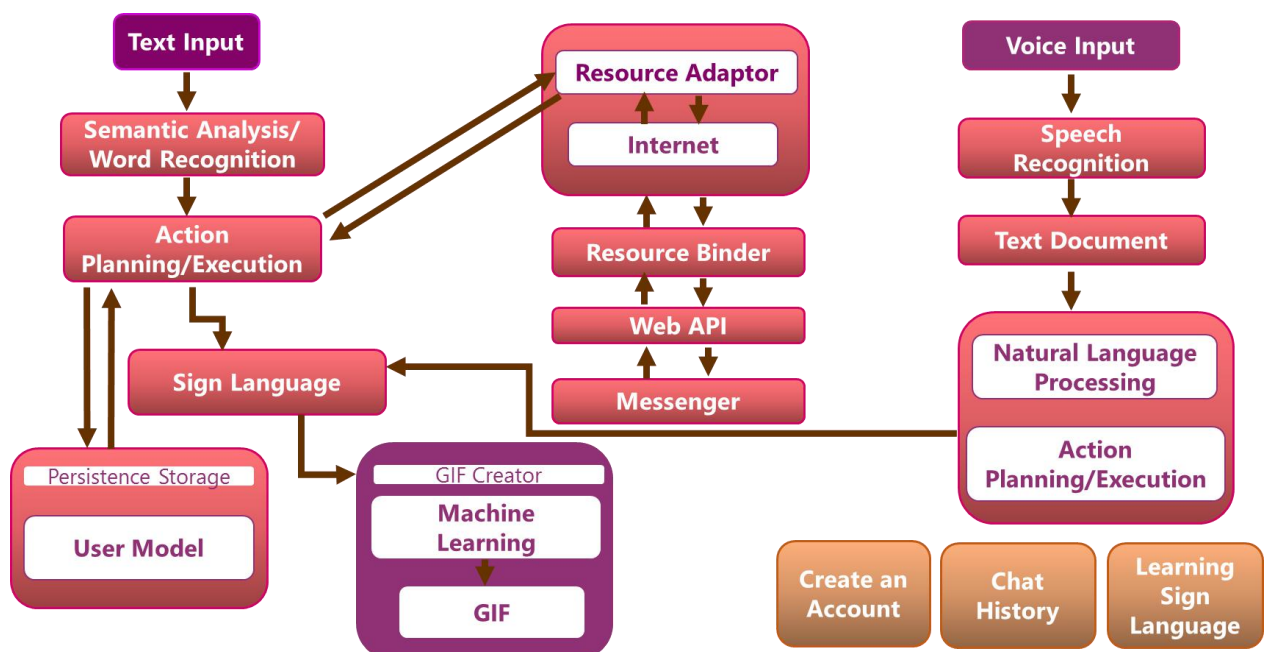 Text Input
Semantic Analysis/
Word Recognition
Action
Planning/Execution
Sign Language
Persistence Storage
User Model
GIF Creator
Machine
Learning
GIF
Resource Adaptor
Internet
Resource Binder
Web API
Messenger
Voice Input
Speech
Recognition
Text Document
Natural Language
Processing
Action
Planning/Execution
Create an
Account
Chat
History
Learning
Sign
Language